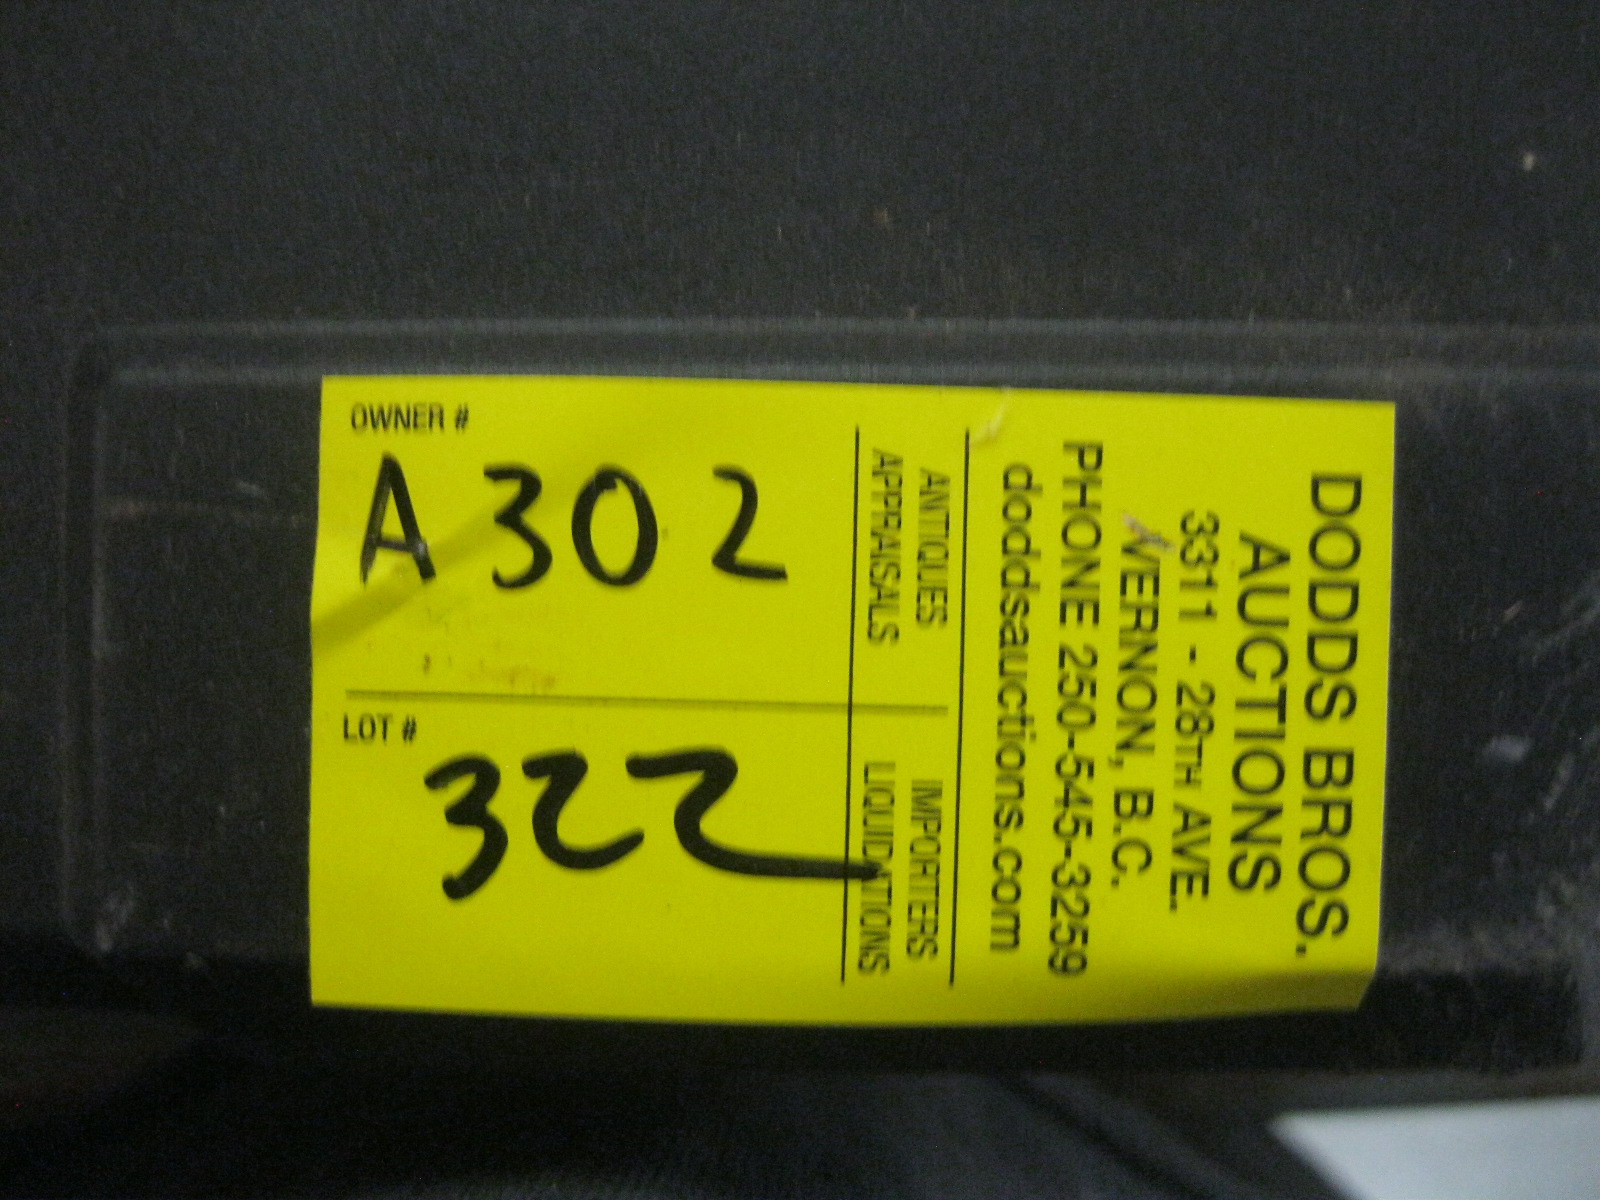 OWNER #
A 302
LOT #
322
DODDS BROS.
AUCTIONS
3311 - 28TH AVE.
VERNON, B.C.
PHONE 250-545-3259
doddsauctions.com
ANTIQUES IMPORTERS
APPRAISALS LIQUIDATIONS